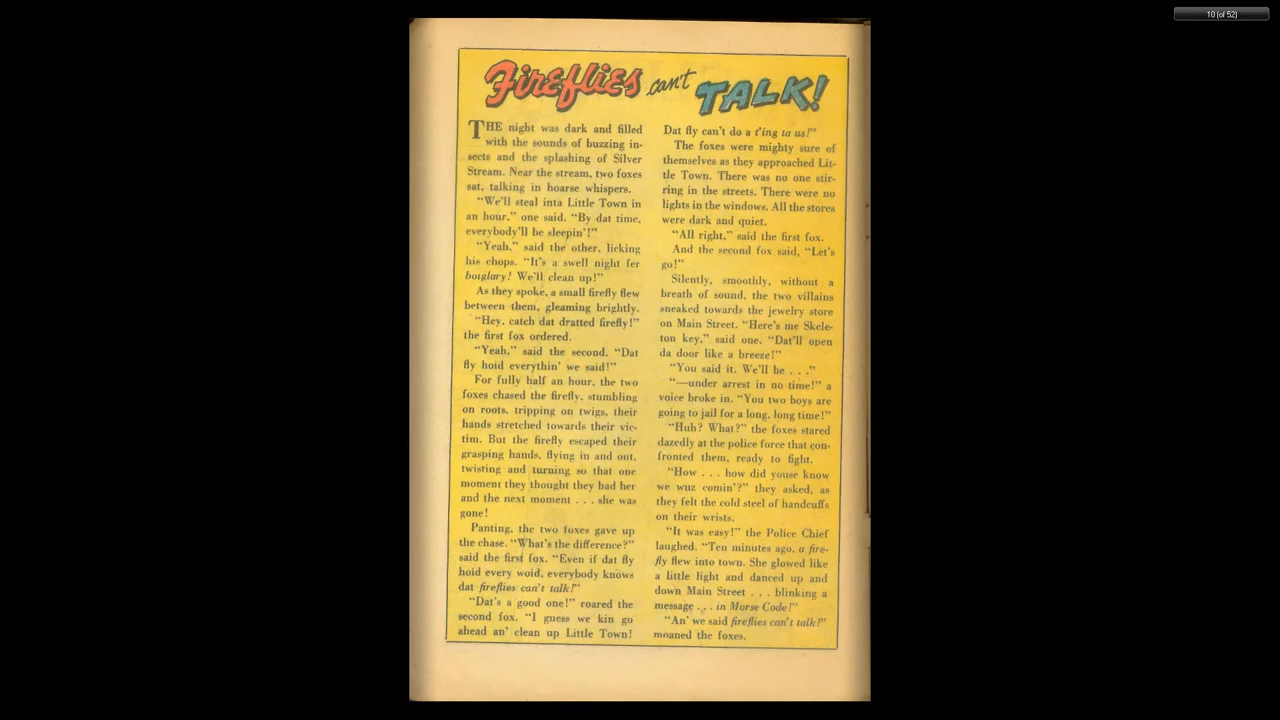 10 (of 52)
Fireflies can't TALK!
THE night was dark and filled
with the sounds of buzzing in-
sects and the splashing of Silver
Stream. Near the stream, two foxes
sat, talking in hoarse whispers.
"We'll steal inta Little Town in
an hour," one said. "By dat time,
everybody'll be sleepin'!"
"Yeah," said the other, licking
his chops. "It's a swell night fer
boiglary! We'll clean up!"
As they spoke, a small firefly flew
between them, gleaming brightly.
"Hey, catch dat dratted firefly!"
the first fox ordered.
"Yeah," said the second. "Dat
fly hoid everythin' we said!"
For fully half an hour, the two
foxes chased the firefly, stumbling
on roots, tripping on twigs, their
hands stretched towards their vic-
tim. But the firefly escaped their
grasping hands, flying in and out,
twisting and turning so that one
moment they thought they had her
and the next moment . . . she was
gone!
Panting, the two foxes gave up
the chase. "What's the difference?"
said the first fox. "Even if dat fly
hoid every woid, everybody knows
dat fireflies can't talk!"
"Dat's a good one!" roared the
second fox. "I guess we kin go
ahead an' clean up Little Town!
Dat fly can't do a t'ing ta us!"
The foxes were mighty sure of
themselves as they approached Lit-
tle Town. There was no one stir-
ring in the streets. There were no
lights in the windows. All the stores
were dark and quiet.
"All right," said the first fox.
And the second fox said, "Let's
go!"
Silently, smoothly, without a
breath of sound, the two villains
sneaked towards the jewelry store
on Main Street. "Here's me Skele-
ton key," said one. "Dat'll open
da door like a breeze!"
"You said it. We'll be . . ."
"—under arrest in no time!" a
voice broke in. "You two boys are
going to jail for a long, long time!"
"Huh? What?" the foxes stared
dazedly at the police force that con-
fronted them, ready to fight.
"How . . . how did youse know
we wuz comin'?" they asked, as
they felt the cold steel of handcuffs
on their wrists.
"It was easy!" the Police Chief
laughed. "Ten minutes ago, a fire-
fly flew into town. She glowed like
a little light and danced up and
down Main Street . . . blinking a
message . . . in Morse Code!"
"An' we said fireflies can't talk!"
moaned the foxes.